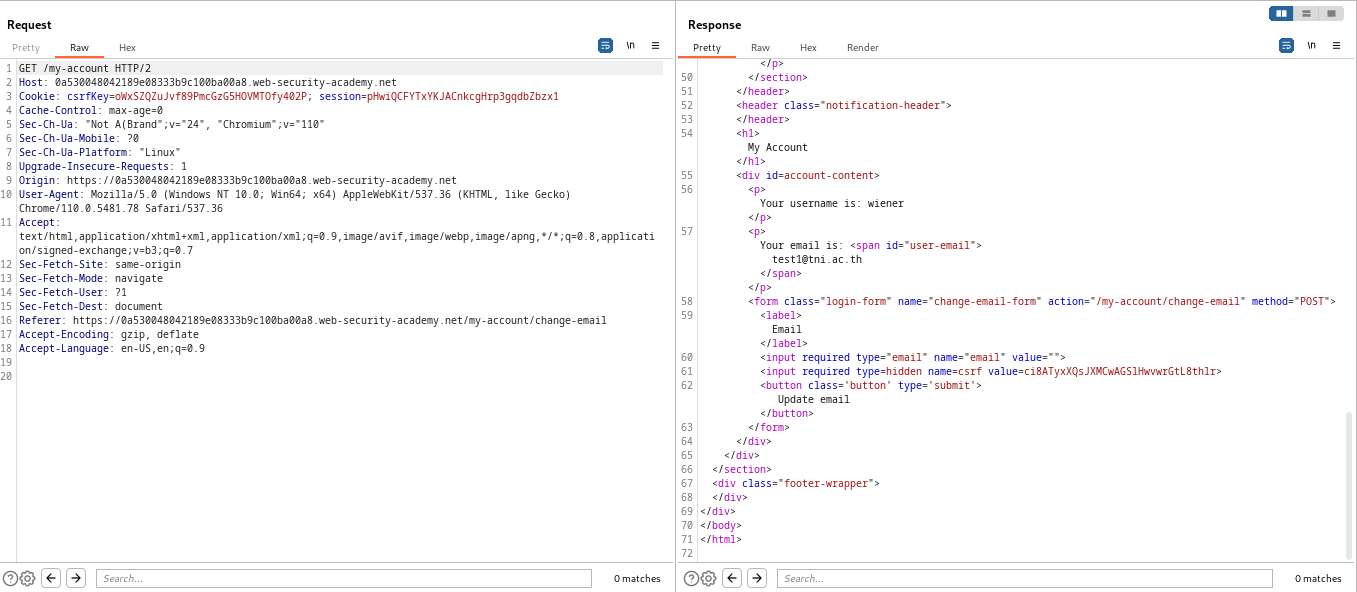 Request
Pretty Raw Hex \n
1 GET /my-account HTTP/2
2 Host: 0a530048042189e08333b9c100ba00a8.web-security-academy.net
3 Cookie: csrfKey=oWxSZQZuJvf89PmcGzG5HOVMTOfy402P; session=pHwiQCFYTxYKJACnkcgHrp3gqdbZbzx1
4 Cache-Control: max-age=0
5 Sec-Ch-Ua: "Not A(Brand";v="24", "Chromium";v="110"
6 Sec-Ch-Ua-Mobile: ?0
7 Sec-Ch-Ua-Platform: "Linux"
8 Upgrade-Insecure-Requests: 1
9 Origin: https://0a530048042189e08333b9c100ba00a8.web-security-academy.net
10 User-Agent: Mozilla/5.0 (Windows NT 10.0; Win64; x64) AppleWebKit/537.36 (KHTML, like Gecko)
Chrome/110.0.5481.78 Safari/537.36
11 Accept:
text/html,application/xhtml+xml,application/xml;q=0.9,image/avif,image/webp,image/apng,*/*;q=0.8,applicati
on/signed-exchange;v=b3;q=0.7
12 Sec-Fetch-Site: same-origin
13 Sec-Fetch-Mode: navigate
14 Sec-Fetch-User: ?1
15 Sec-Fetch-Dest: document
16 Referer: https://0a530048042189e08333b9c100ba00a8.web-security-academy.net/my-account/change-email
17 Accept-Encoding: gzip, deflate
18 Accept-Language: en-US,en;q=0.9
19
20
Search...
0 matches
Response
Pretty Raw Hex Render \n
</p>
50 </section>
51 </header>
52 <header class="notification-header">
53 </header>
54 <h1>
My Account
</h1>
55 <div id=account-content>
56 <p>
Your username is: wiener
</p>
57 <p>
Your email is: <span id="user-email">
test1@tni.ac.th
</span>
</p>
58 <form class="login-form" name="change-email-form" action="/my-account/change-email" method="POST">
59 <label>
Email
</label>
60 <input required type="email" name="email" value="">
61 <input required type=hidden name=csrf value=ci8ATyxXQsJXMCwAGS1HwvwrGtL8th1r>
62 <button class='button' type='submit'>
Update email
</button>
63 </form>
64 </div>
65 </div>
66 </section>
67 <div class="footer-wrapper">
68 </div>
69 </div>
70 </body>
71 </html>
72
Search...
0 matches